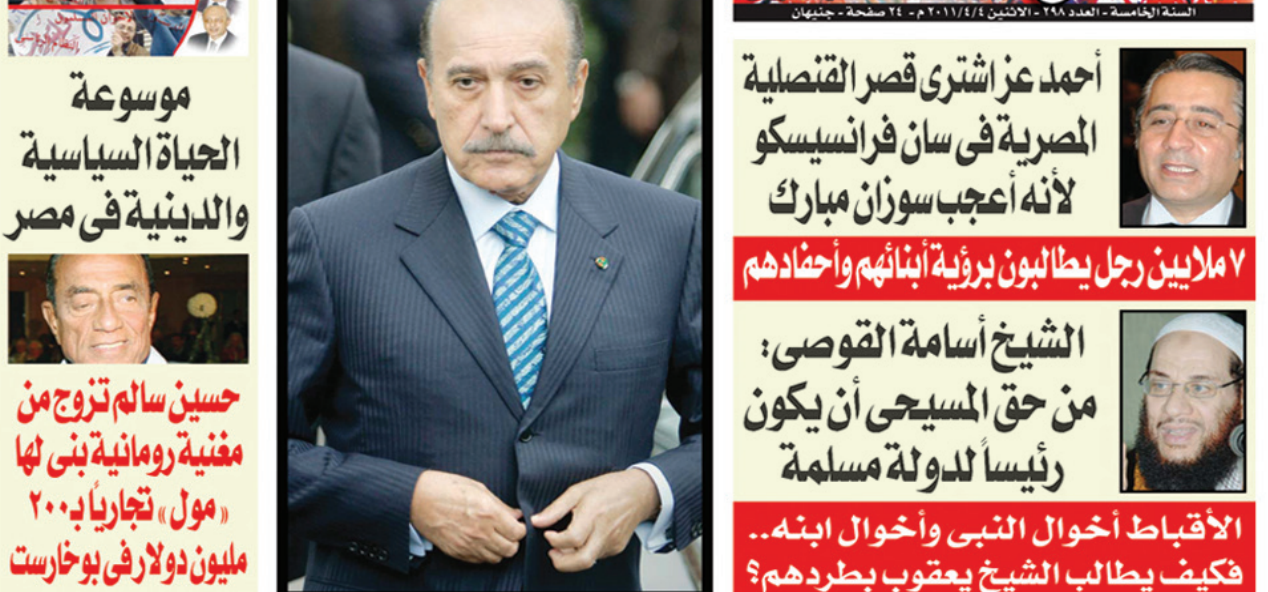 السنة الخامسة - العدد ٢٩٨ - الاثنين ٢٠١١/٤/٤ م - ٢٤ صفحة - جنيهان
أحمد عز اشترى قصر القنصلية
المصرية فى سان فرانسيسكو
لأنه أعجب سوزان مبارك
٧ ملايين رجل يطالبون برؤية أبنائهم وأحفادهم
الشيخ أسامة القوصى:
من حق المسيحى أن يكون
رئيساً لدولة مسلمة
الأقباط أخوال النبى وأخوال ابنه..
فكيف يطالب الشيخ يعقوب بطردهم؟
موسوعة
الحياة السياسية
والدينية فى مصر
حسين سالم تزوج من
مغنية رومانية بنى لها
«مول» تجارياً بـ٢٠٠
مليون دولار فى بوخارست